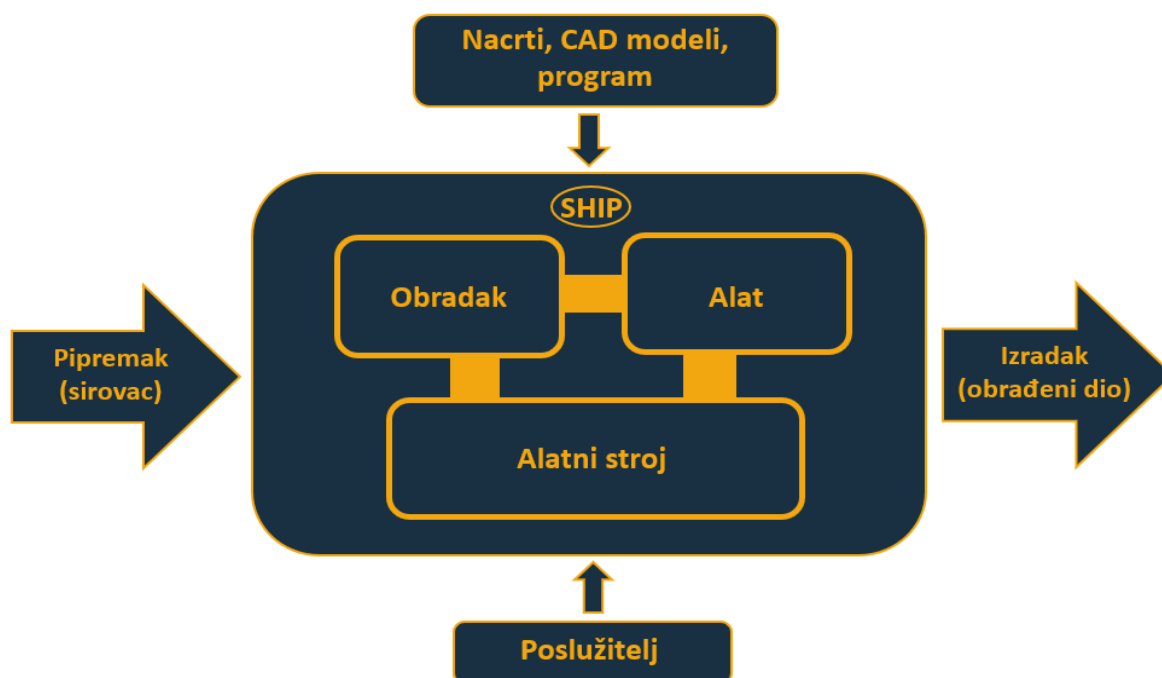 Nacrti, CAD modeli,
program
SHIP
Obradak
Alat
Pipremak
(sirovac)
Izradak
(obrađeni dio)
Alatni stroj
Poslužitelj